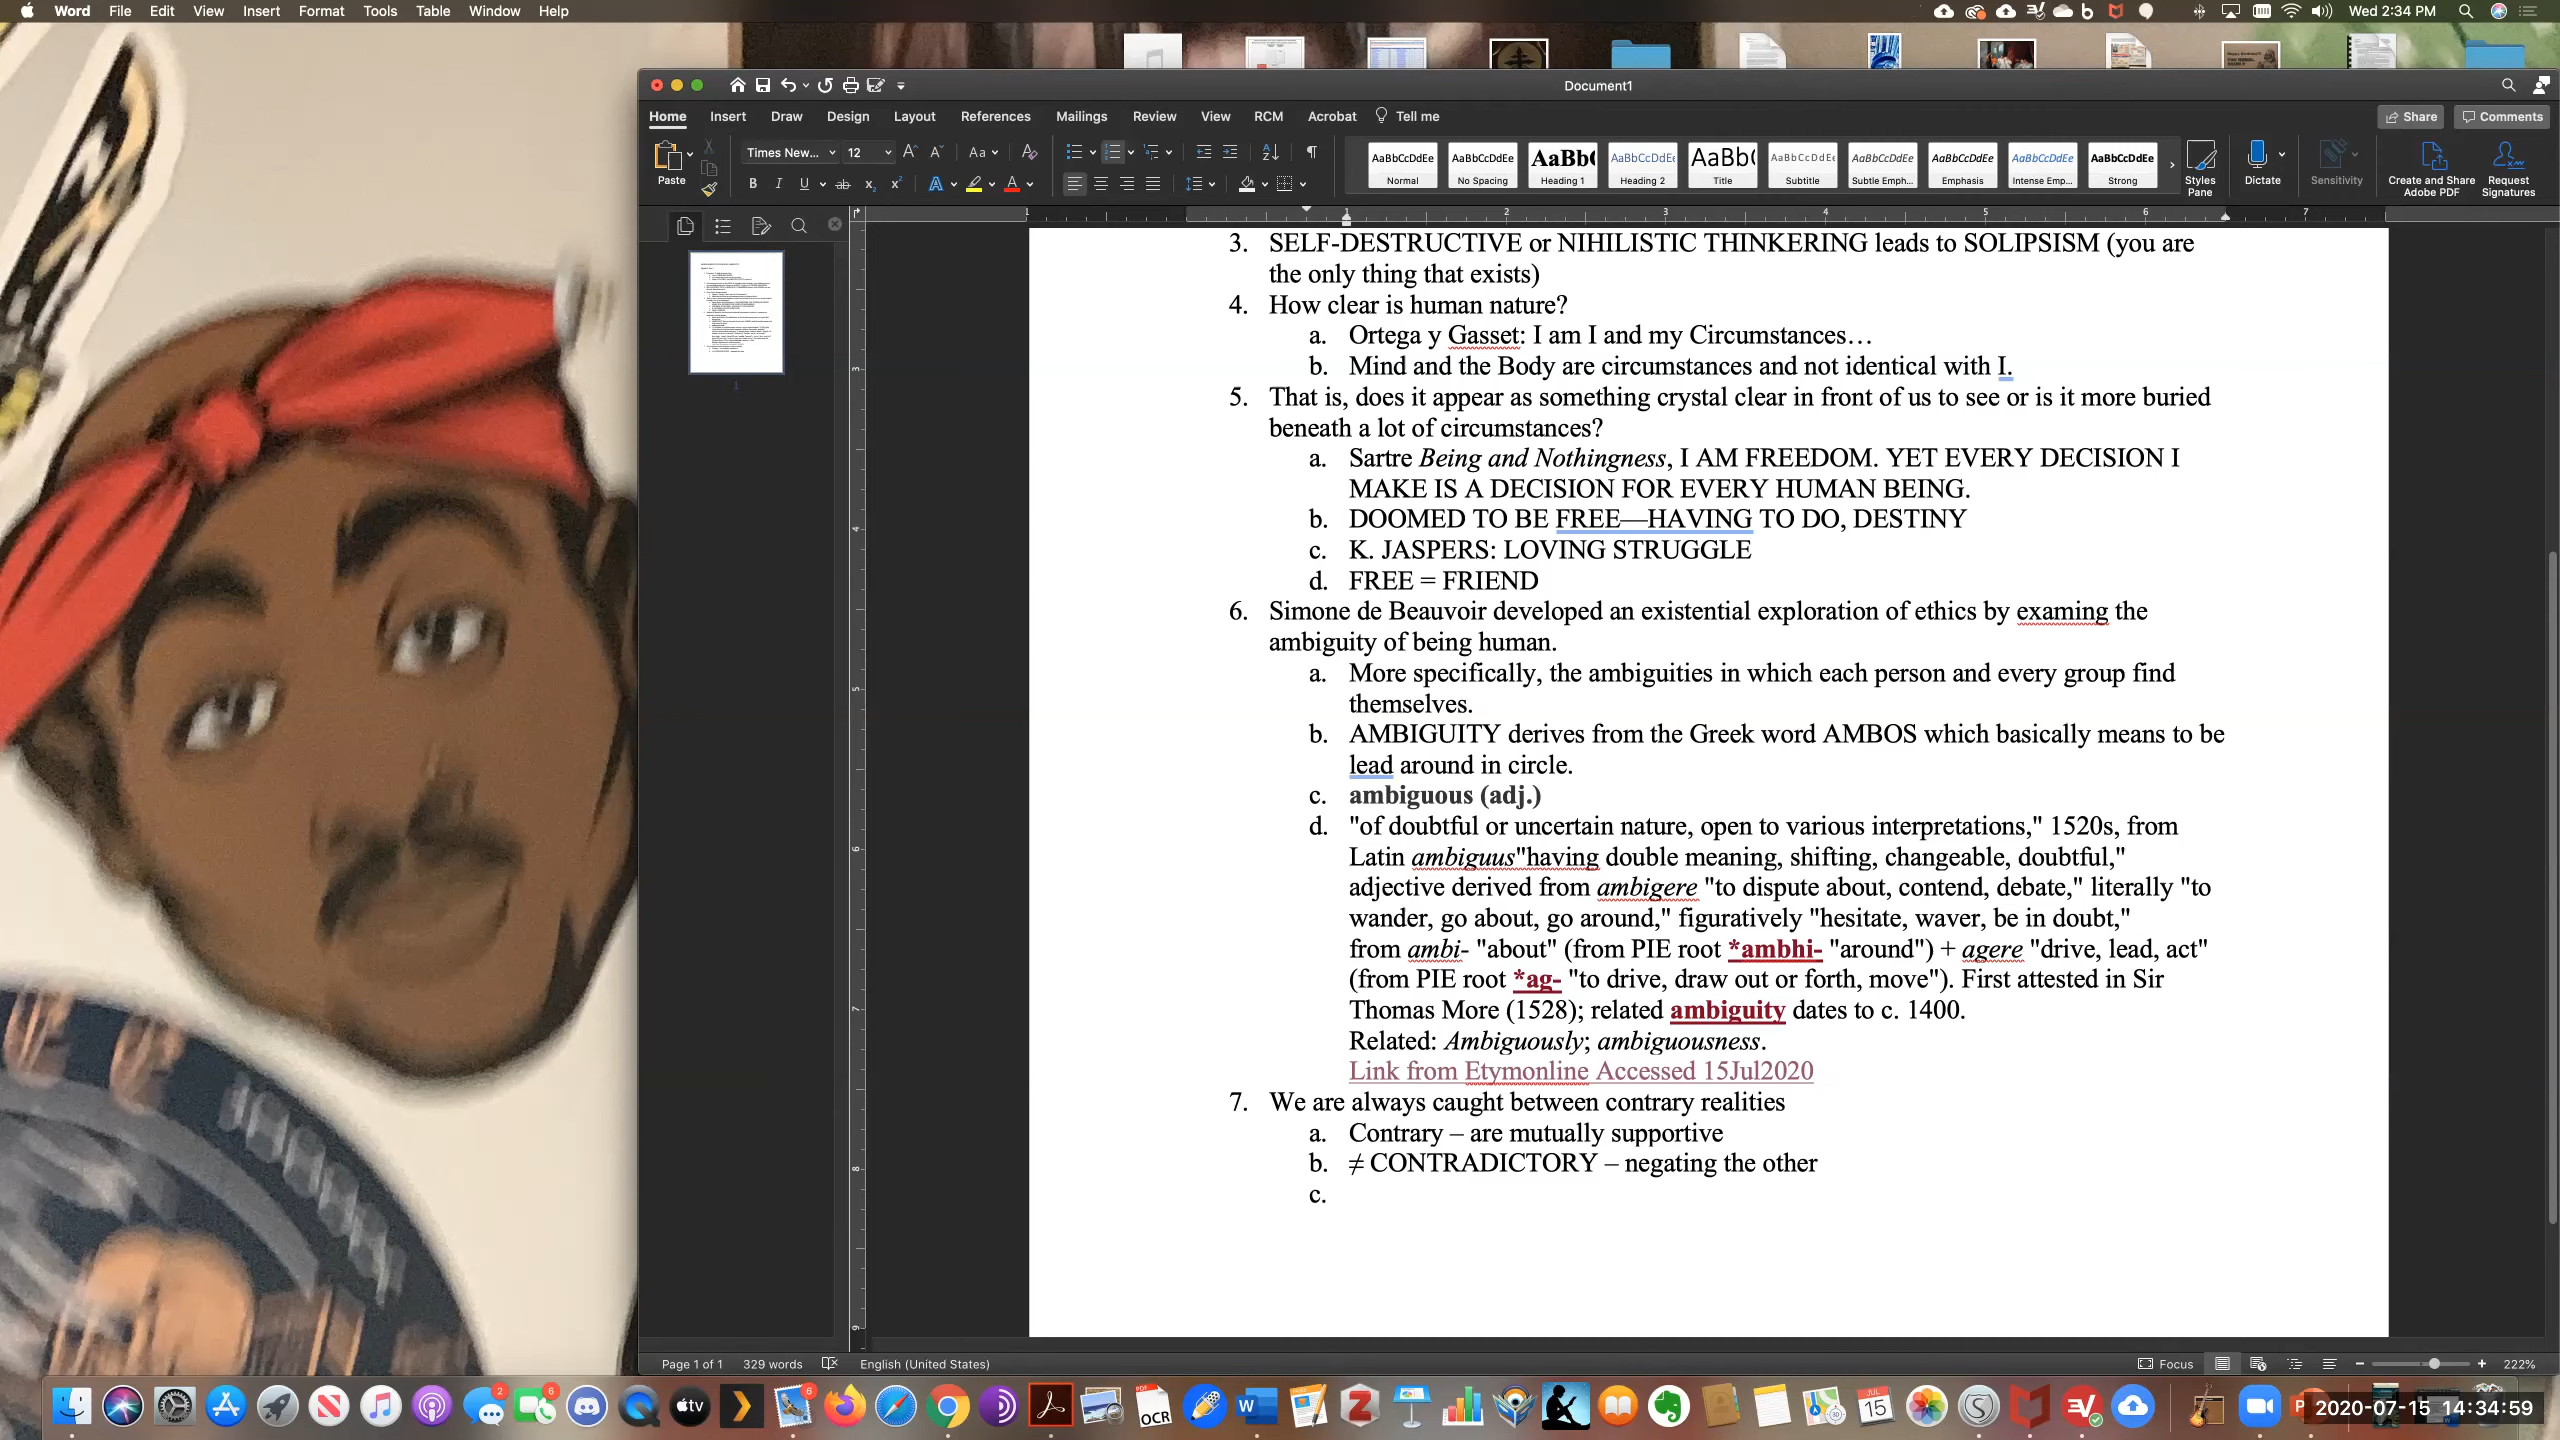 Word File Edit View Insert Format Tools Table Window Help
Wed 2:34 PM
Document1
Home Insert Draw Design Layout References Mailings Review View RCM Acrobat Tell me
Share Comments
Paste
Times New... 12
AaBbCcDdEe AaBbCcDdEe AaBb( AaBbCcDdE AaBb( AaBbCcDdE AaBbCcDdEe AaBbCcDdEe AaBbCcDdEe AaBbCcDdEe
Normal No Spacing Heading 1 Heading 2 Title Subtitle Subtle Emph... Emphasis Intense Emp... Strong
Styles Pane
Dictate
Sensitivity
Create and Share Adobe PDF
Request Signatures
3. SELF-DESTRUCTIVE or NIHILISTIC THINKERING leads to SOLIPSISM (you are
the only thing that exists)
4. How clear is human nature?
a. Ortega y Gasset: I am I and my Circumstances…
b. Mind and the Body are circumstances and not identical with I.
5. That is, does it appear as something crystal clear in front of us to see or is it more buried
beneath a lot of circumstances?
a. Sartre Being and Nothingness, I AM FREEDOM. YET EVERY DECISION I
MAKE IS A DECISION FOR EVERY HUMAN BEING.
b. DOOMED TO BE FREE—HAVING TO DO, DESTINY
c. K. JASPERS: LOVING STRUGGLE
d. FREE = FRIEND
6. Simone de Beauvoir developed an existential exploration of ethics by examing the
ambiguity of being human.
a. More specifically, the ambiguities in which each person and every group find
themselves.
b. AMBIGUITY derives from the Greek word AMBOS which basically means to be
lead around in circle.
c. ambiguous (adj.)
d. "of doubtful or uncertain nature, open to various interpretations," 1520s, from
Latin ambiguus"having double meaning, shifting, changeable, doubtful,"
adjective derived from ambigere "to dispute about, contend, debate," literally "to
wander, go about, go around," figuratively "hesitate, waver, be in doubt,"
from ambi- "about" (from PIE root *ambhi- "around") + agere "drive, lead, act"
(from PIE root *ag- "to drive, draw out or forth, move"). First attested in Sir
Thomas More (1528); related ambiguity dates to c. 1400.
Related: Ambiguously; ambiguousness.
Link from Etymonline Accessed 15Jul2020
7. We are always caught between contrary realities
a. Contrary – are mutually supportive
b. ≠ CONTRADICTORY – negating the other
c.
1
Page 1 of 1 329 words English (United States)
Focus 222%
2020-07-15 14:34:59